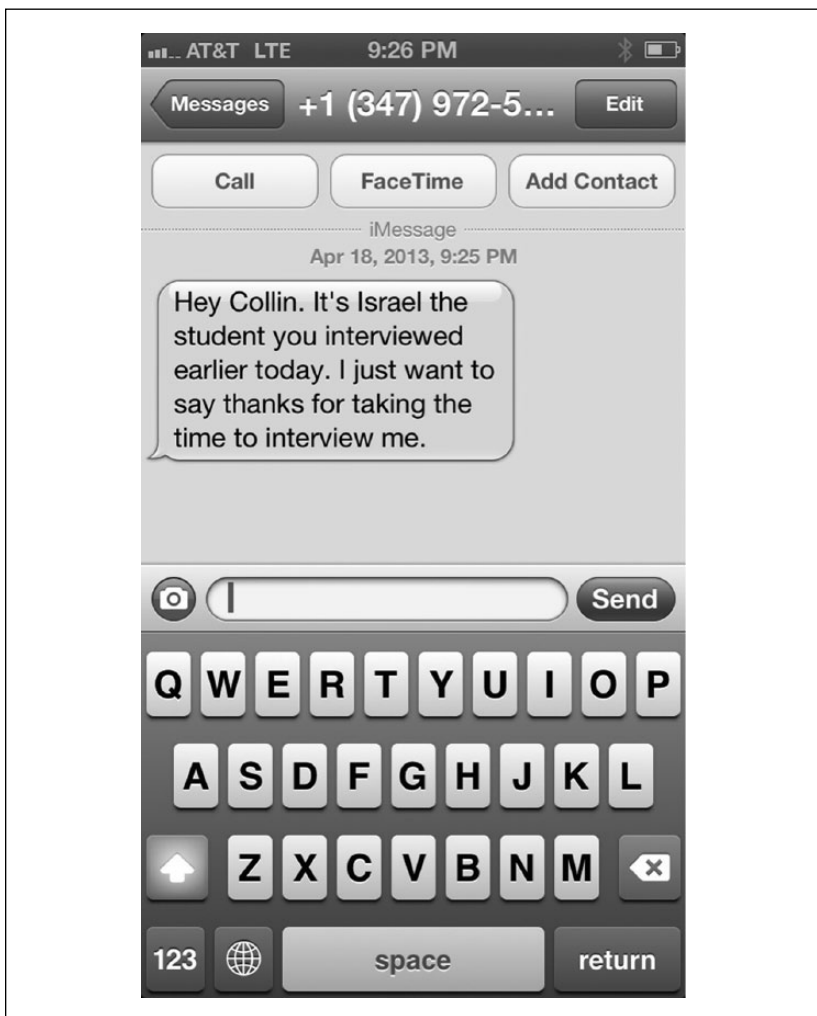 AT&T LTE 9:26 PM
Messages +1 (347) 972-5... Edit
Call FaceTime Add Contact
iMessage
Apr 18, 2013, 9:25 PM
Hey Collin. It's Israel the
student you interviewed
earlier today. I just want to
say thanks for taking the
time to interview me.
Send
Q W E R T Y U I O P
A S D F G H J K L
Z X C V B N M
123 space return